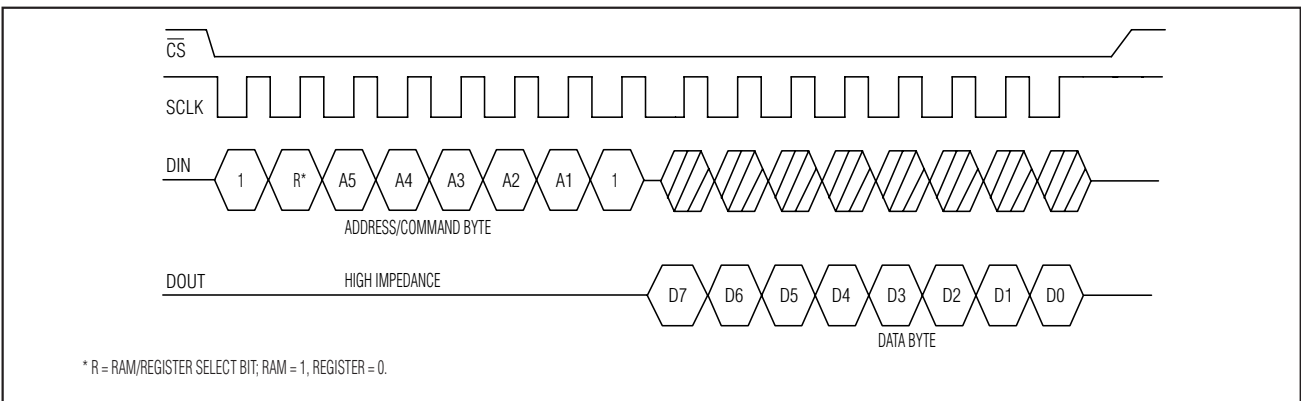 CS
SCLK
DIN
1 R* A5 A4 A3 A2 A1 1
ADDRESS/COMMAND BYTE
DOUT
HIGH IMPEDANCE
D7 D6 D5 D4 D3 D2 D1 D0
DATA BYTE
* R = RAM/REGISTER SELECT BIT; RAM = 1, REGISTER = 0.